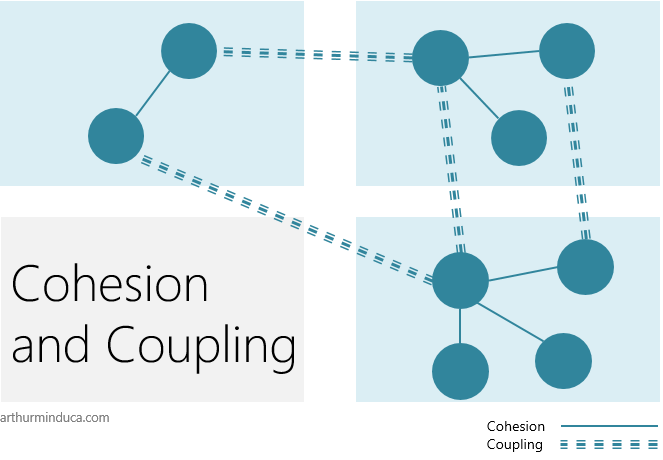 Cohesion
and Coupling
arthurminduca.com
Cohesion
Coupling